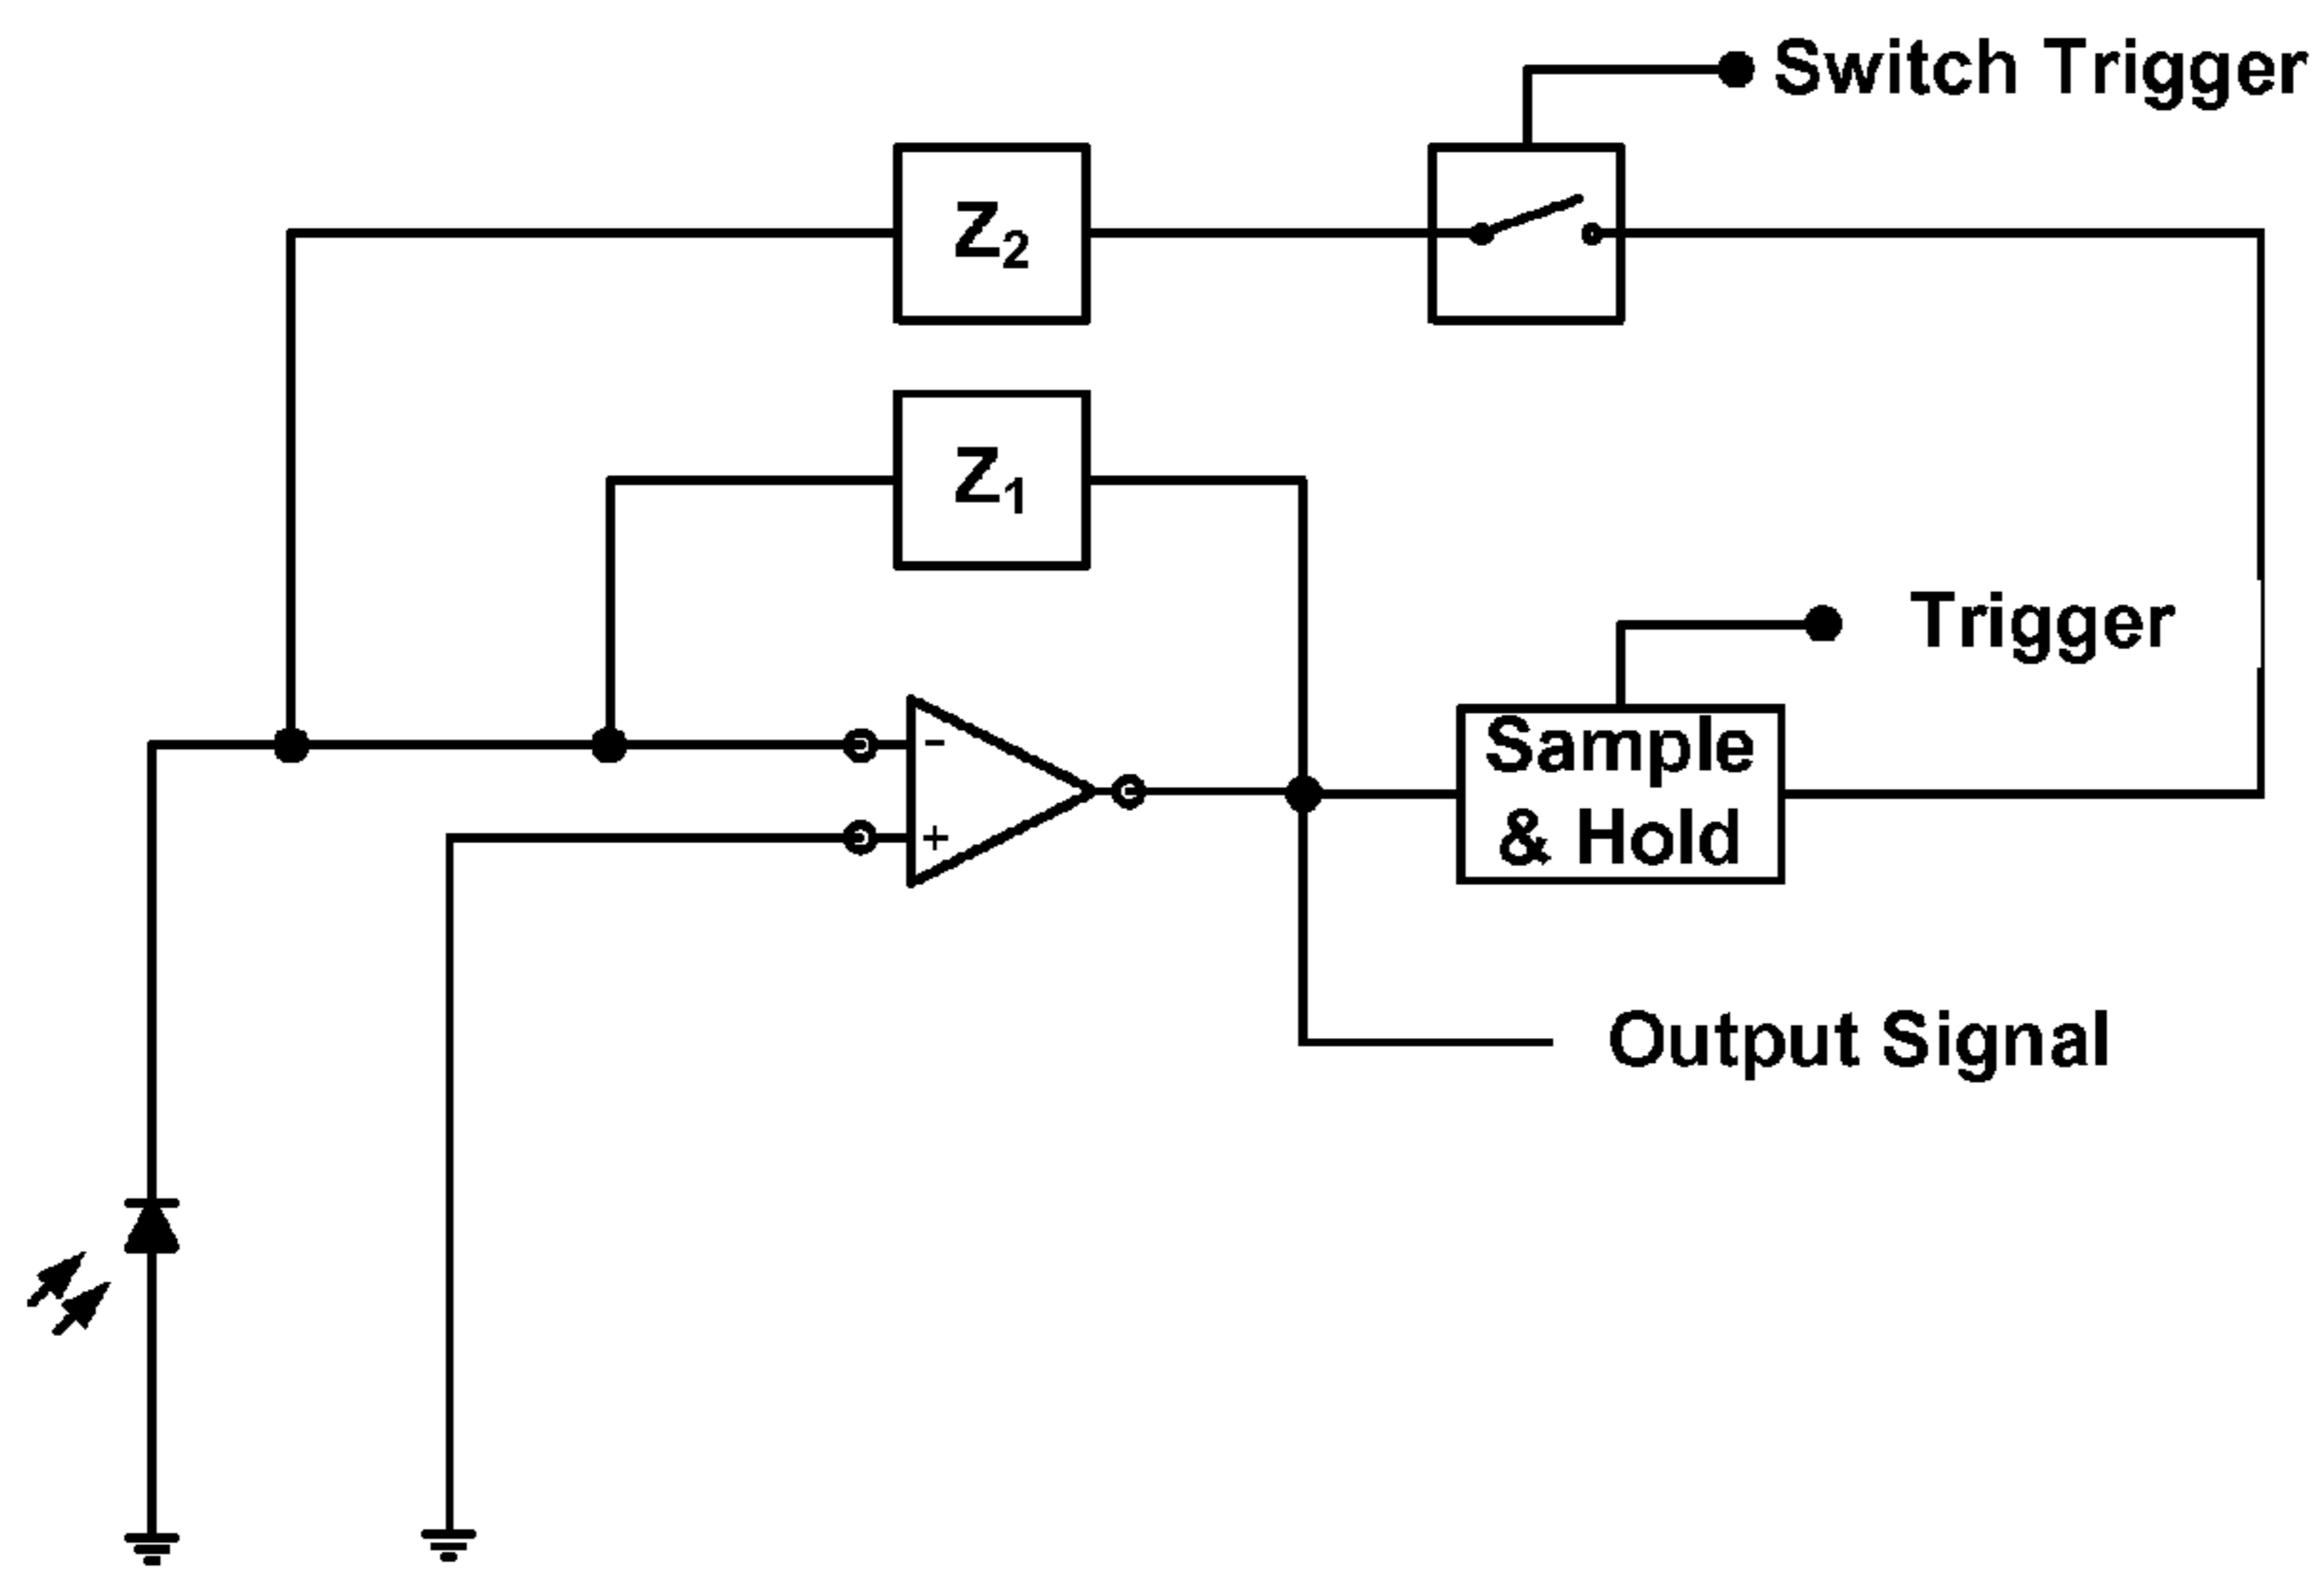 Switch Trigger
Z₂
Z₁
Trigger
-
Sample
& Hold
+
Output Signal